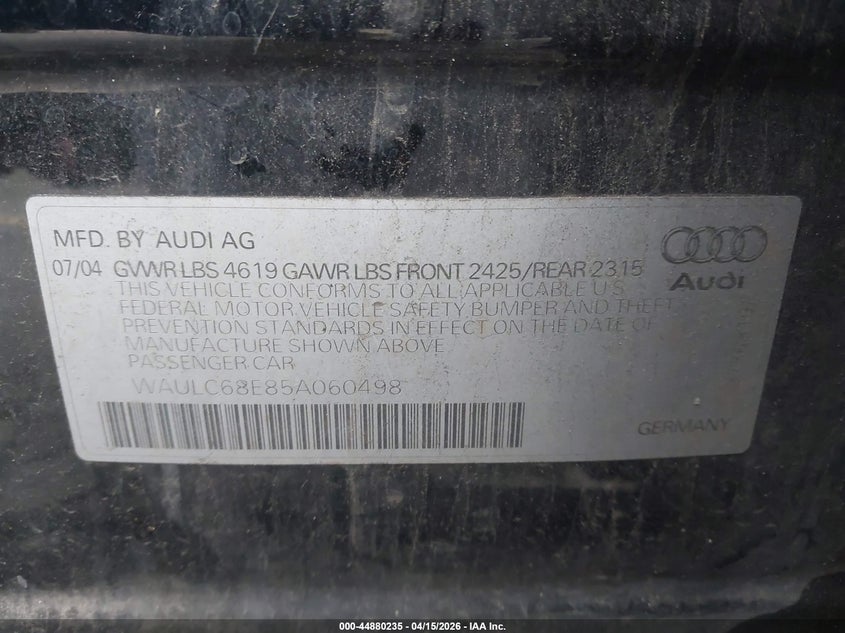 MFD. BY AUDI AG
07/04 GVWR LBS 4619 GAWR LBS FRONT 2425/REAR 2315
Audi
THIS VEHICLE CONFORMS TO ALL APPLICABLE U.S.
FEDERAL MOTOR VEHICLE SAFETY BUMPER AND THEFT
PREVENTION STANDARDS IN EFFECT ON THE DATE OF
MANUFACTURE SHOWN ABOVE
PASSENGER CAR
WAULC68E85A060498
GERMANY
000-44880235 - 04/15/2026 - IAA Inc.